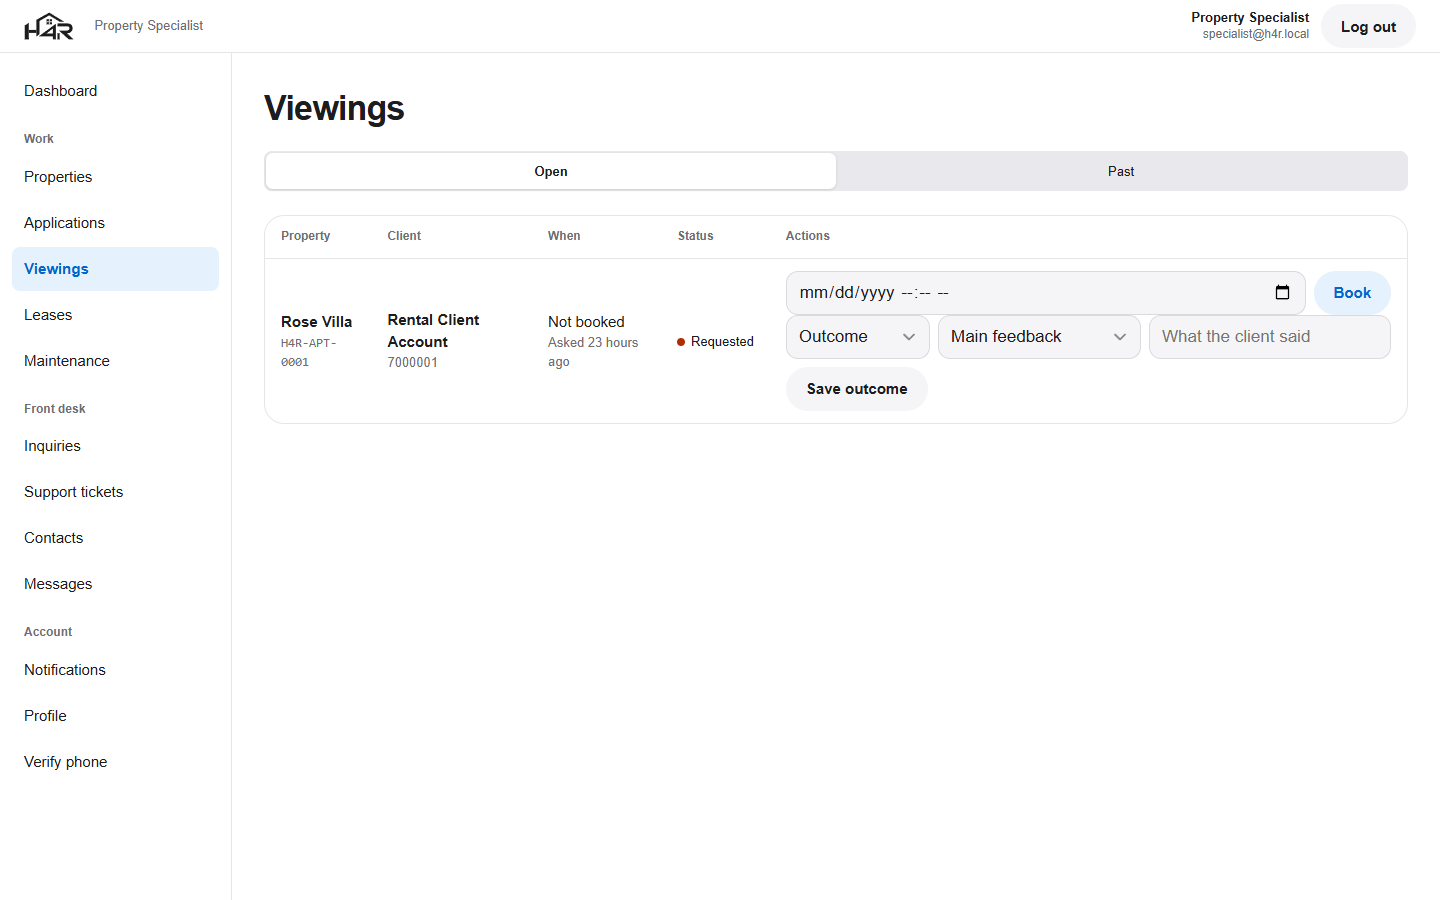 H4R
Property Specialist
Property Specialist
specialist@h4r.local
Log out
Dashboard
Work
Properties
Applications
Viewings
Leases
Maintenance
Front desk
Inquiries
Support tickets
Contacts
Messages
Account
Notifications
Profile
Verify phone
Viewings
Open
Past
Property
Client
When
Status
Actions
Rose Villa
H4R-APT-
0001
Rental Client
Account
7000001
Not booked
Asked 23 hours
ago
Requested
mm/dd/yyyy --:-- --
Book
Outcome
Main feedback
What the client said
Save outcome